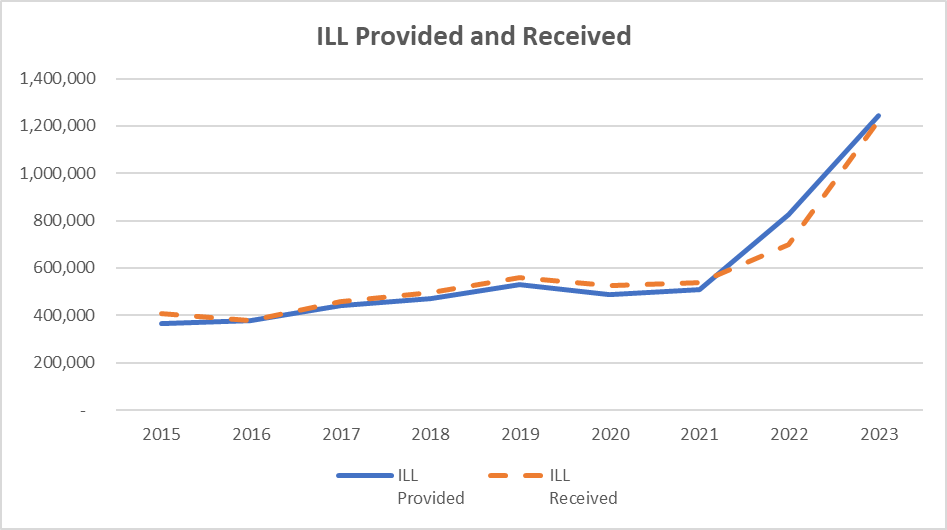 ILL Provided and Received
1,400,000
1,200,000
1,000,000
800,000
600,000
400,000
200,000
-
2015 2016 2017 2018 2019 2020 2021 2022 2023
ILL Provided
ILL Received